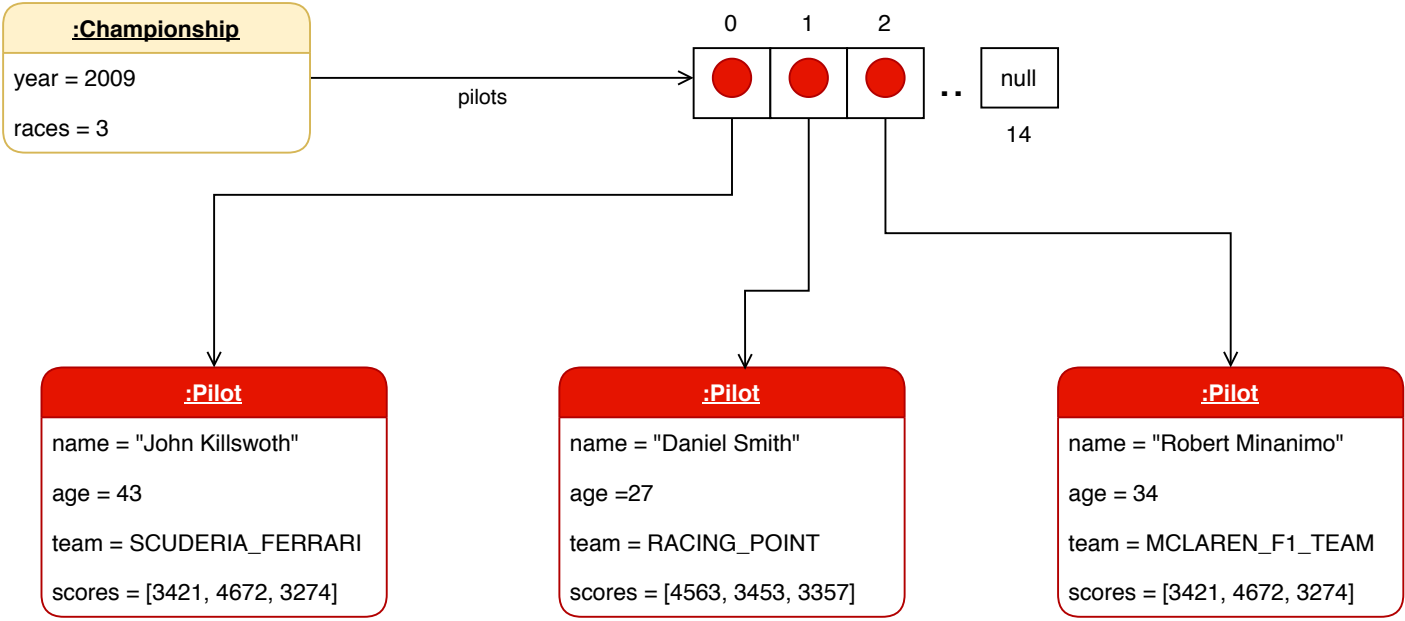 :Championship
year = 2009
races = 3
pilots
0 1 2
null
..
14
:Pilot
name = "John Killswoth"
age = 43
team = SCUDERIA_FERRARI
scores = [3421, 4672, 3274]
:Pilot
name = "Daniel Smith"
age =27
team = RACING_POINT
scores = [4563, 3453, 3357]
:Pilot
name = "Robert Minanimo"
age = 34
team = MCLAREN_F1_TEAM
scores = [3421, 4672, 3274]